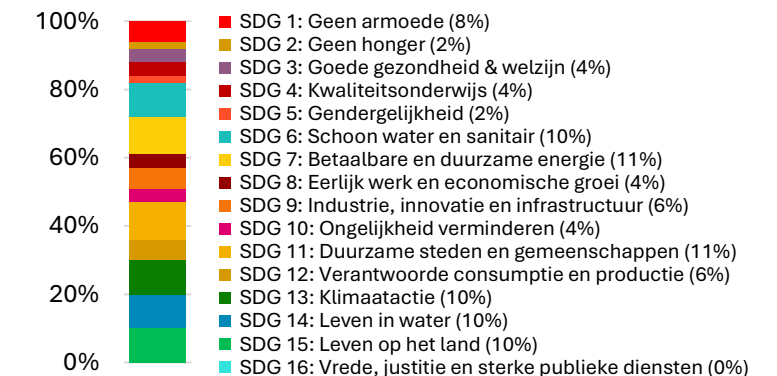 100%
80%
60%
40%
20%
0%
SDG 1: Geen armoede (8%)
SDG 2: Geen honger (2%)
SDG 3: Goede gezondheid & welzijn (4%)
SDG 4: Kwaliteitsonderwijs (4%)
SDG 5: Gendergelijkheid (2%)
SDG 6: Schoon water en sanitair (10%)
SDG 7: Betaalbare en duurzame energie (11%)
SDG 8: Eerlijk werk en economische groei (4%)
SDG 9: Industrie, innovatie en infrastructuur (6%)
SDG 10: Ongelijkheid verminderen (4%)
SDG 11: Duurzame steden en gemeenschappen (11%)
SDG 12: Verantwoorde consumptie en productie (6%)
SDG 13: Klimaatactie (10%)
SDG 14: Leven in water (10%)
SDG 15: Leven op het land (10%)
SDG 16: Vrede, justitie en sterke publieke diensten (0%)